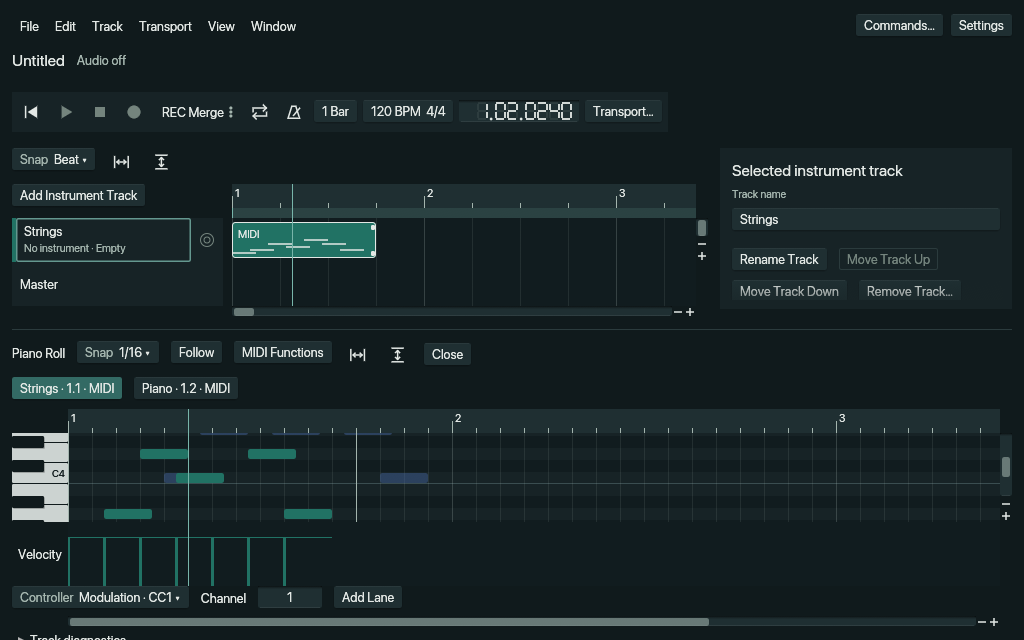 File Edit Track Transport View Window Commands... Settings
Untitled Audio off
REC Merge 1 Bar 120 BPM 4/4 1.02.0240 Transport...
Snap Beat
Selected instrument track
Add Instrument Track 1 2 3
Track name
Strings
Strings
No instrument · Empty
MIDI
Rename Track Move Track Up
Master
Move Track Down Remove Track...
Piano Roll Snap 1/16 Follow MIDI Functions Close
Strings · 1.1 · MIDI Piano · 1.2 · MIDI
1 2 3
C4
Velocity
Controller Modulation · CC1 Channel 1 Add Lane
Track diagnostics